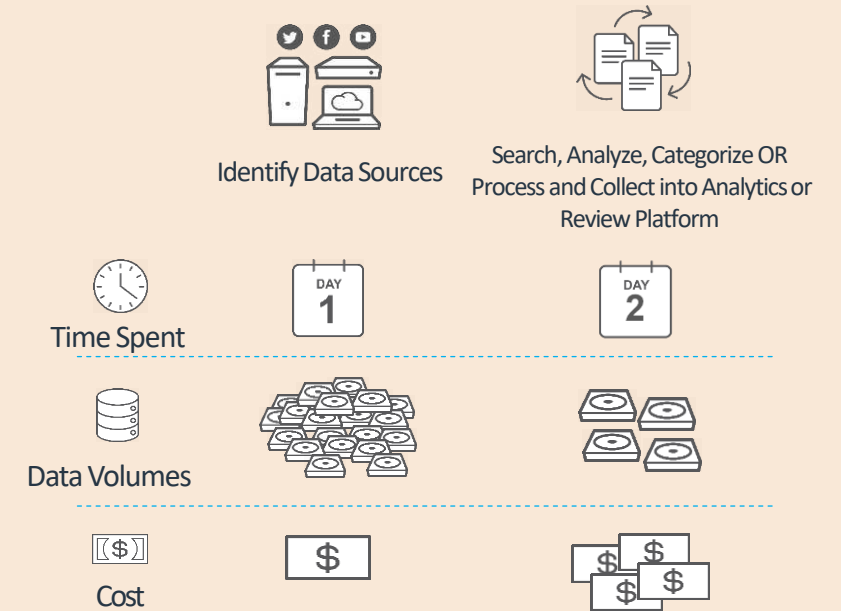 Identify Data Sources
Search, Analyze, Categorize OR
Process and Collect into Analytics or
Review Platform
Time Spent
DAY
1
DAY
2
Data Volumes
$
Cost
$
$
$
$
$